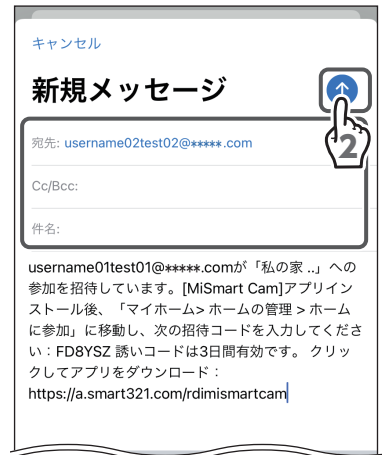 キャンセル
新規メッセージ
宛先: username02test02@*****.com
2
Cc/Bcc:
件名:
username01test01@*****.comが「私の家 ..」への
参加を招待しています。[MiSmart Cam]アプリイン
ストール後、「マイホーム> ホームの管理 > ホーム
に参加」に移動し、次の招待コードを入力してくださ
い：FD8YSZ 誘いコードは3日間有効です。 クリッ
クしてアプリをダウンロード：
https://a.smart321.com/rdimismartcam